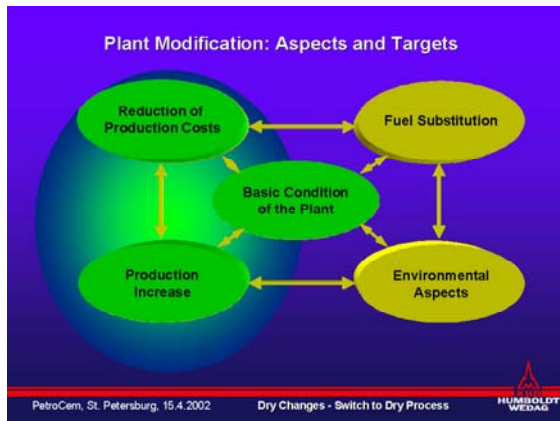 Plant Modification: Aspects and Targets
Reduction of
Production Costs
Fuel Substitution
Basic Condition
of the Plant
Production
Increase
Environmental
Aspects
PetroCem, St. Petersburg, 15.4.2002
Dry Changes - Switch to Dry Process
KHD
HUMBOLDT
WEDAG